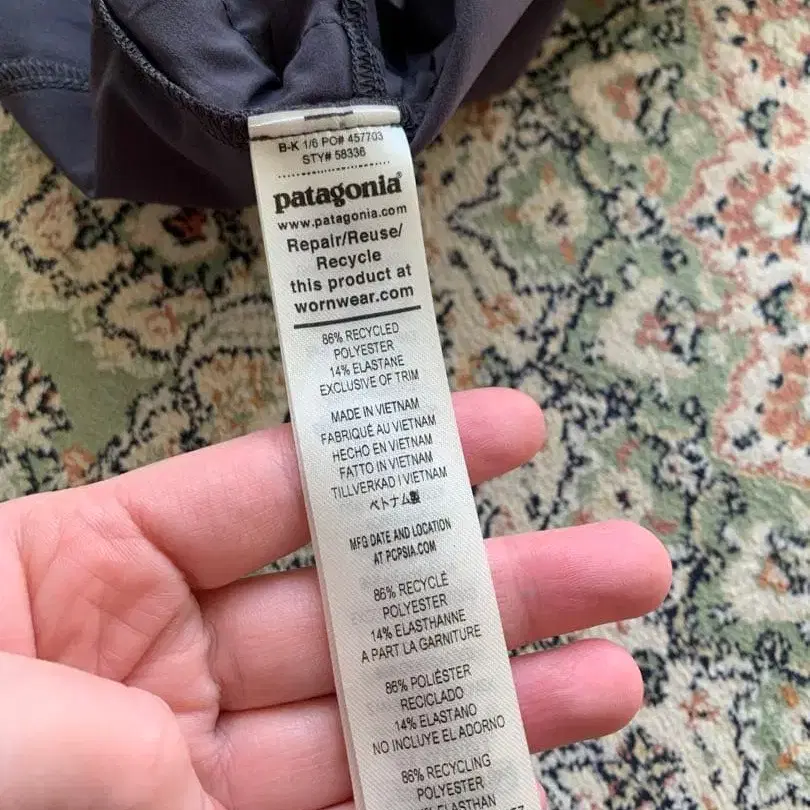 B-K 1/6 PO# 457703
STY# 58336
patagonia®
www.patagonia.com
Repair/Reuse/
Recycle
this product at
wornwear.com
86% RECYCLED
POLYESTER
14% ELASTANE
EXCLUSIVE OF TRIM
MADE IN VIETNAM
FABRIQUÉ AU VIETNAM
HECHO EN VIETNAM
FATTO IN VIETNAM
TILLVERKAD I VIETNAM
ベトナム製
MFG DATE AND LOCATION
AT PCPSIA.COM
86% RECYCLÉ
POLYESTER
14% ELASTHANNE
A PART LA GARNITURE
86% POLIÉSTER
RECICLADO
14% ELASTANO
NO INCLUYE EL ADORNO
86% RECYCLING
POLYESTER
ELASTHAN